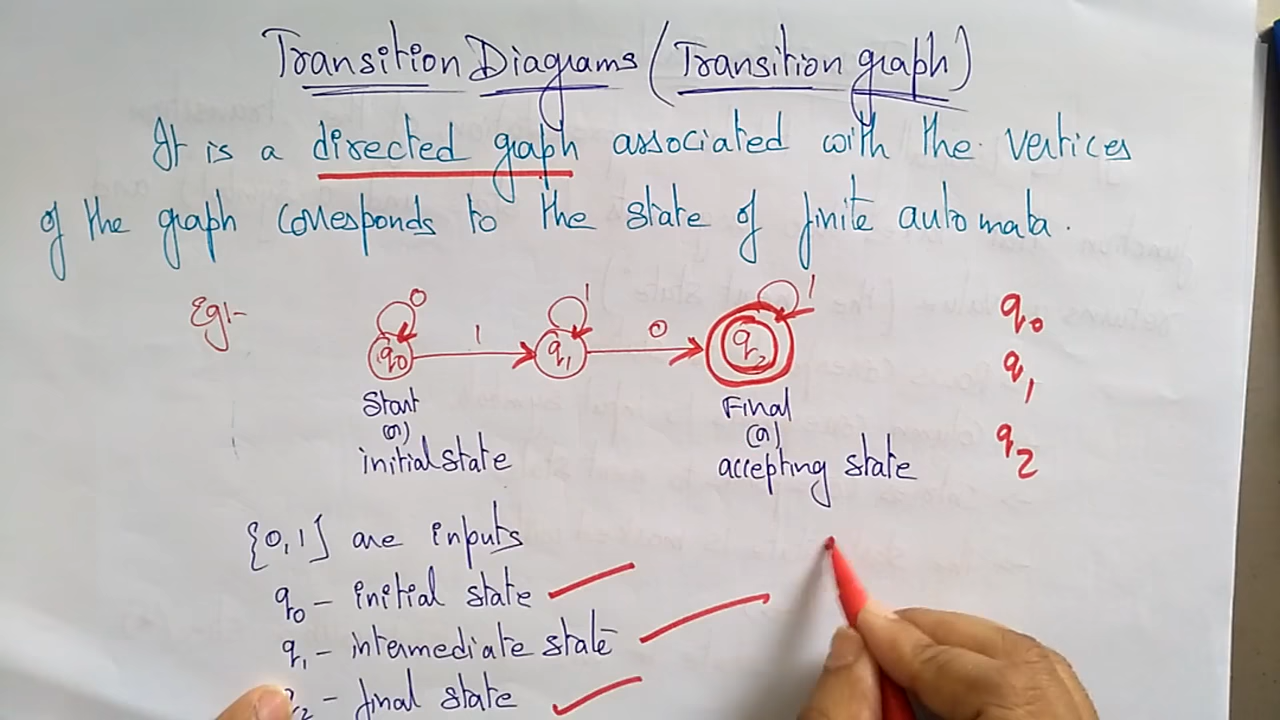 Transition Diagrams (Transition graph)
It is a directed graph associated with the vertices
of the graph corresponds to the state of finite automata.
Eg:-
0 1 1 0 1
q0 q1 q2
q0
q1
q2
Start
(or)
initial state
Final
(or)
accepting state
{0,1} are inputs
q0 - initial state
q1 - intermediate state
2 - final state